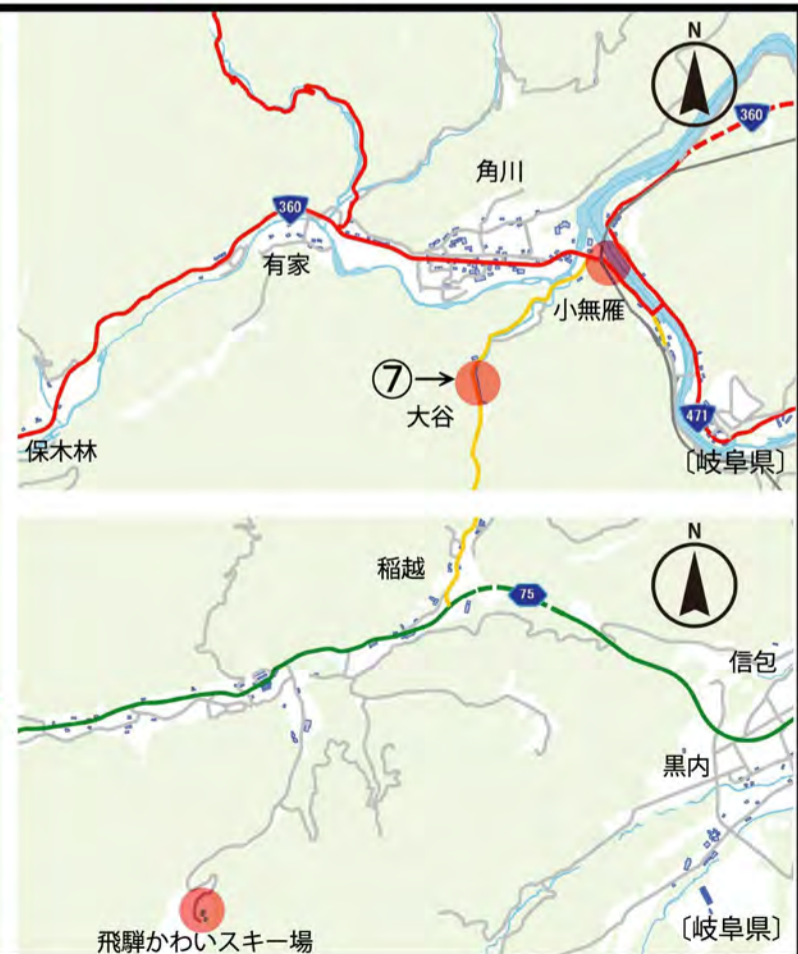 N
360
角川
360
有家
小無雁
⑦→
大谷
471
保木林
〔岐阜県〕
N
稲越
75
信包
黒内
飛騨かわいスキー場
〔岐阜県〕